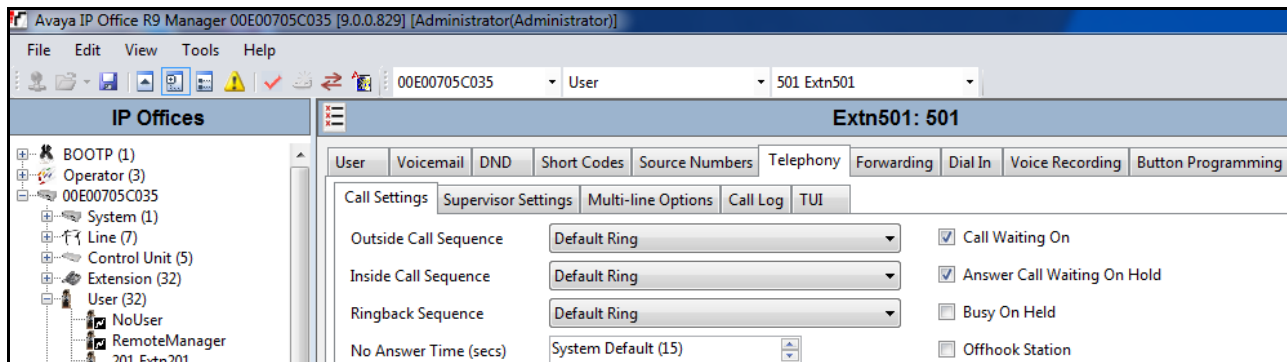 Avaya IP Office R9 Manager 00E00705C035 [9.0.0.829] [Administrator(Administrator)]
File Edit View Tools Help
00E00705C035 User 501 Extn501
IP Offices
Extn501: 501
BOOTP (1)
Operator (3)
00E00705C035
System (1)
Line (7)
Control Unit (5)
Extension (32)
User (32)
NoUser
RemoteManager
201 Extn201
User Voicemail DND Short Codes Source Numbers Telephony Forwarding Dial In Voice Recording Button Programming
Call Settings Supervisor Settings Multi-line Options Call Log TUI
Outside Call Sequence Default Ring Call Waiting On
Inside Call Sequence Default Ring Answer Call Waiting On Hold
Ringback Sequence Default Ring Busy On Held
No Answer Time (secs) System Default (15) Offhook Station